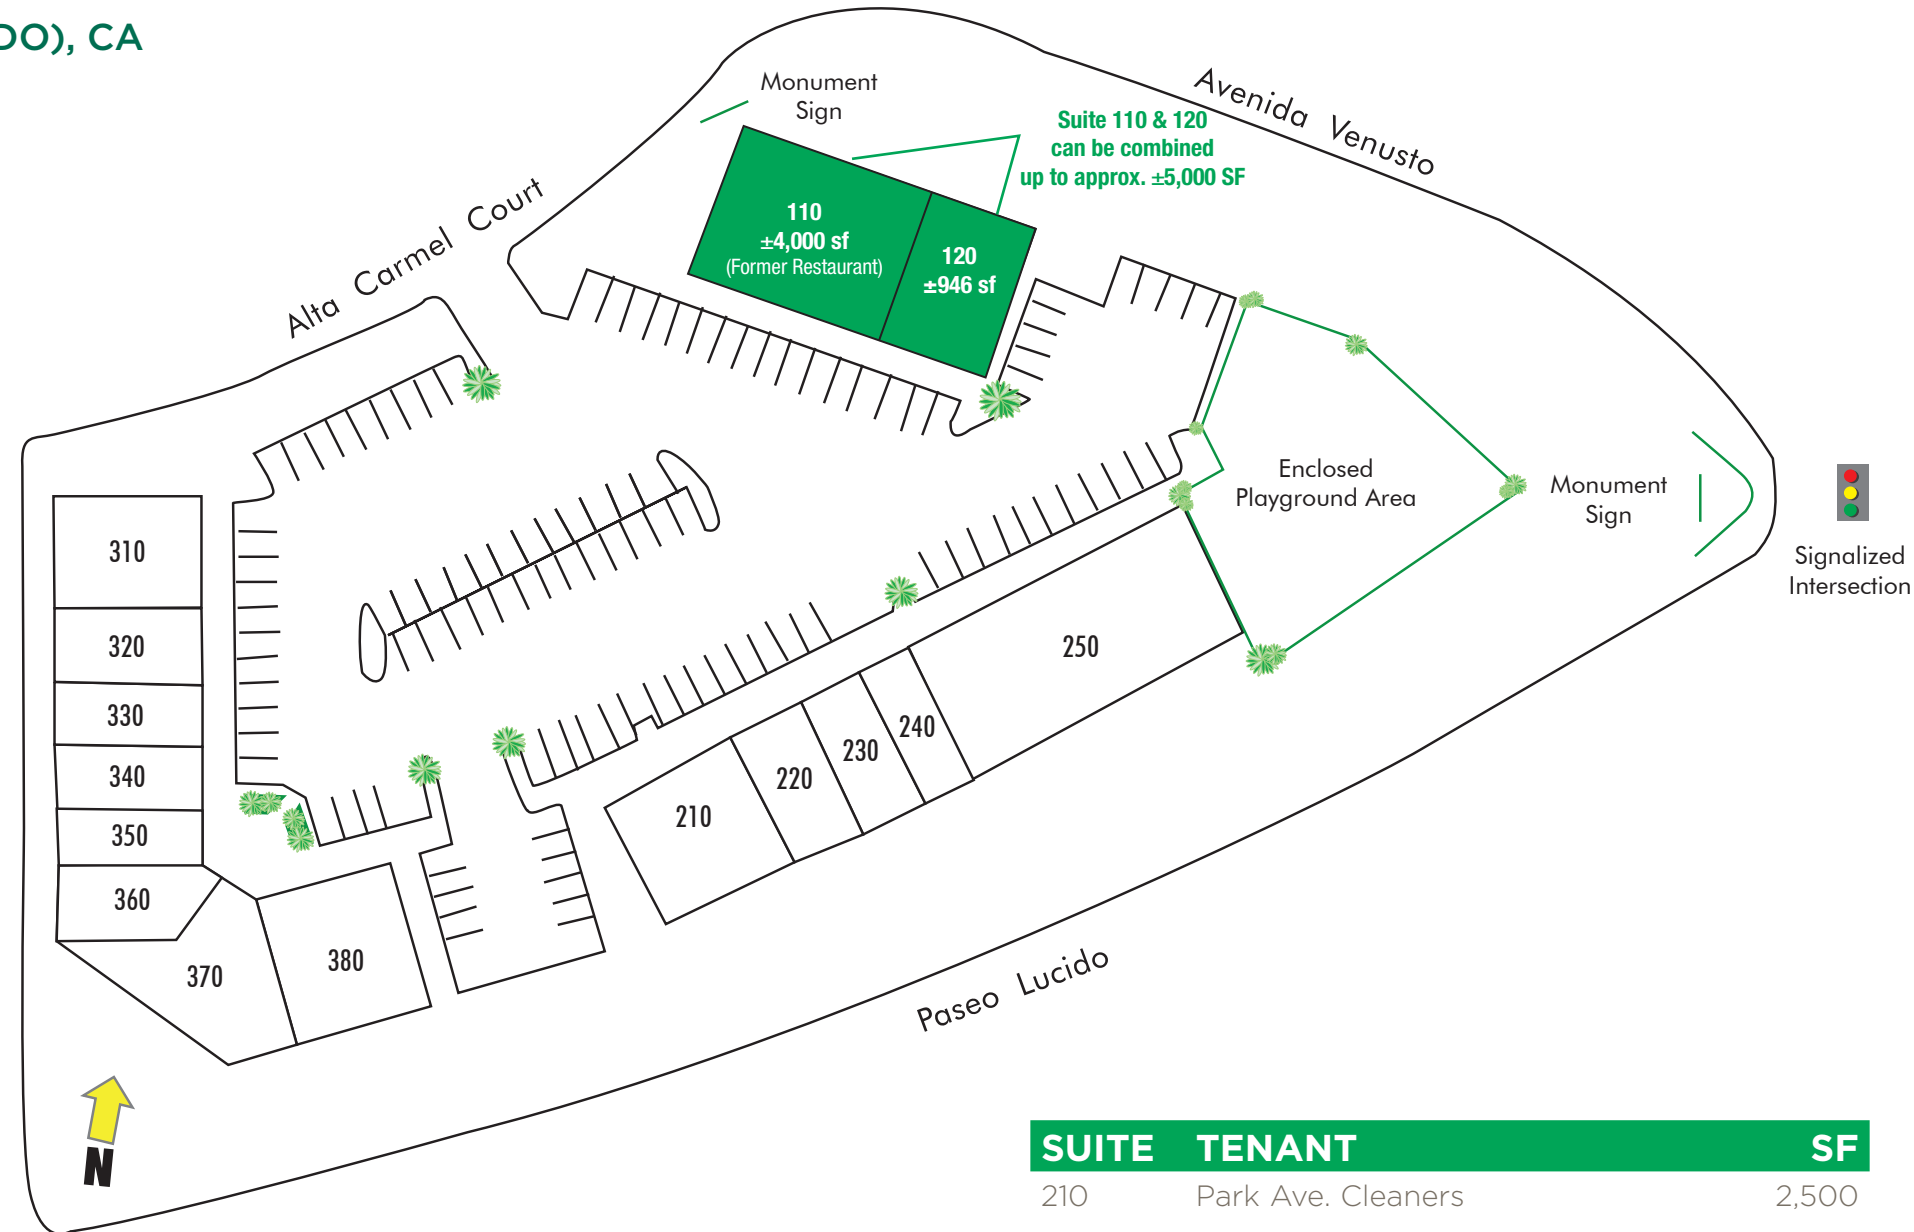 DO), CA
Monument
Sign
Avenida Venusto
Suite 110 & 120
can be combined
up to approx. ±5,000 SF
Alta Carmel Court
110
±4,000 sf
(Former Restaurant)
120
±946 sf
Enclosed
Playground Area
Monument
Sign
Signalized
Intersection
310
320
330
340
350
360
370
380
210
220
230
240
250
Paseo Lucido
N
SUITE TENANT SF
210 Park Ave. Cleaners 2,500